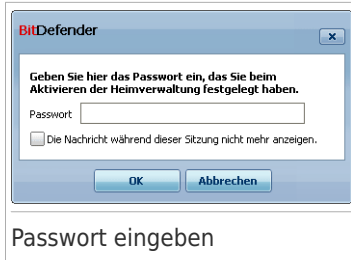 BitDefender
Geben Sie hier das Passwort ein, das Sie beim
Aktivieren der Heimverwaltung festgelegt haben.
Passwort
Die Nachricht während dieser Sitzung nicht mehr anzeigen.
OK Abbrechen
Passwort eingeben